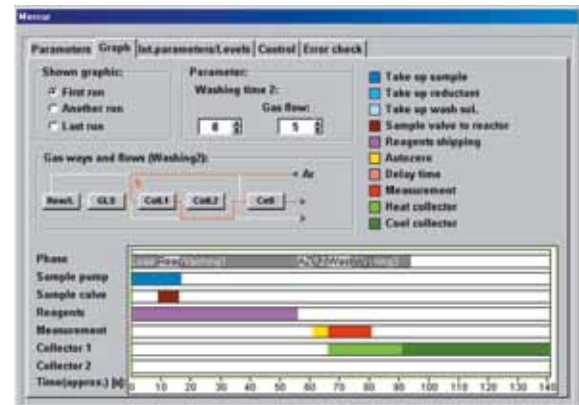 Mercur
Parameters Graph Int.parameters/Levels Control Error check
Shown graphic:
First run
Another run
Last run
Parameter:
Washing time 2:
Gas flow:
8 5
Take up sample
Take up reductant
Take up wash sol.
Sample valve to reactor
Reagents shipping
Autozero
Delay time
Measurement
Heat collector
Cool collector
Gas ways and flows (Washing2):
< Ar
5
React. GLS Coll.1 Coll.2 Cell >
>
Phase
Sample pump
Sample calve
Reagents
Measurement
Collector 1
Collector 2
Time(approx.) [s]: 0 10 20 30 40 50 60 70 80 90 100 110 120 130 140